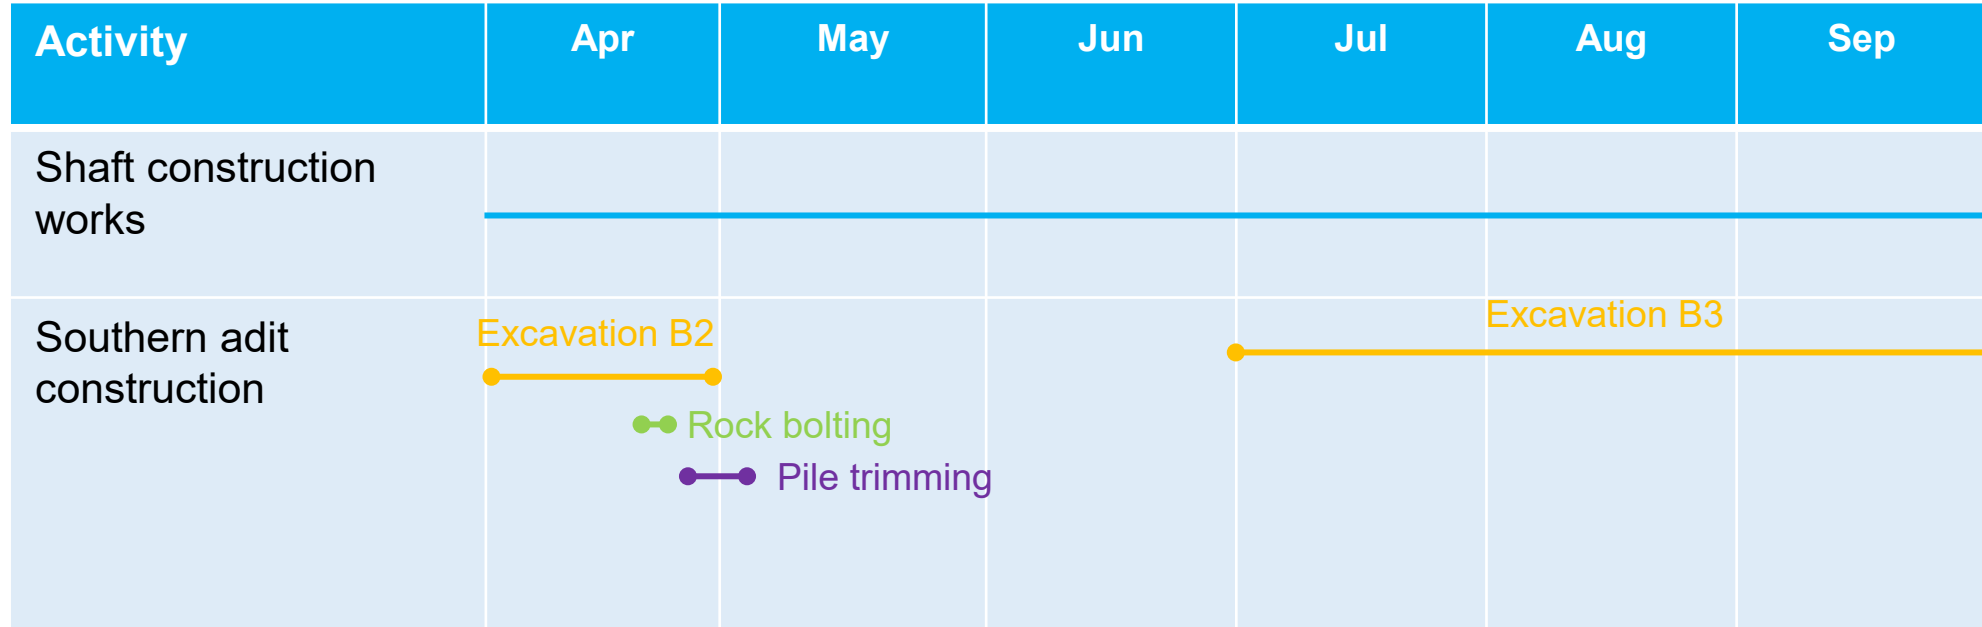 Activity
Apr
May
Jun
Jul
Aug
Sep
Shaft construction
works
Southern adit
construction
Excavation B2
Excavation B3
Rock bolting
Pile trimming